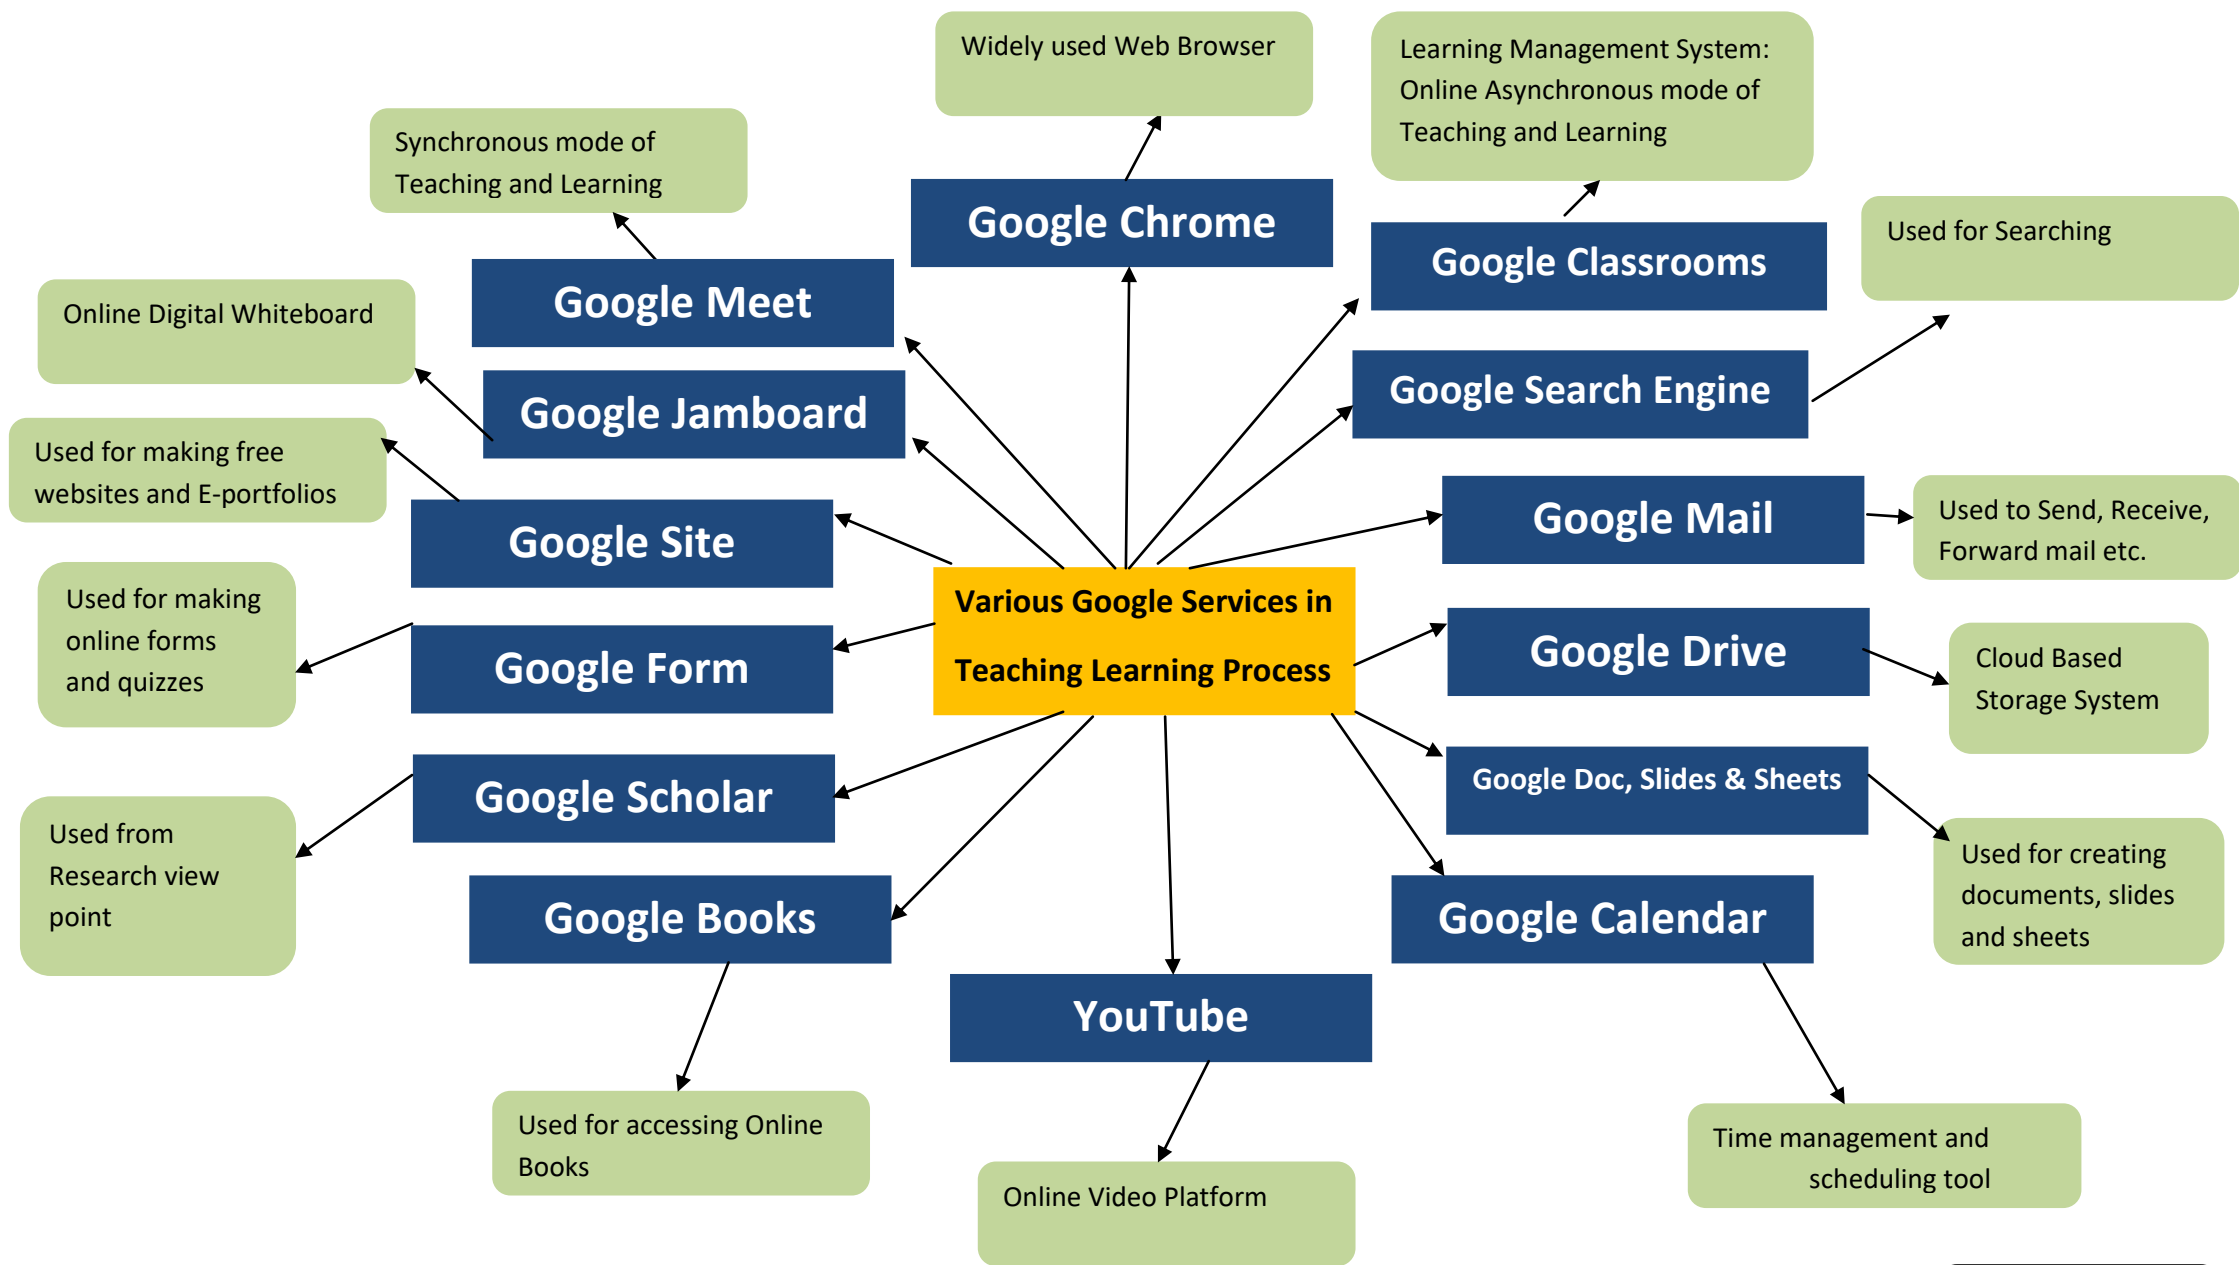 Widely used Web Browser
Learning Management System:
Online Asynchronous mode of
Teaching and Learning
Synchronous mode of
Teaching and Learning
Google Chrome
Google Classrooms
Used for Searching
Google Meet
Online Digital Whiteboard
Google Jamboard
Google Search Engine
Used for making free
websites and E-portfolios
Google Site
Google Mail
Used to Send, Receive,
Forward mail etc.
Used for making
online forms
and quizzes
Google Form
Various Google Services in
Teaching Learning Process
Google Drive
Cloud Based
Storage System
Google Scholar
Google Doc, Slides & Sheets
Used from
Research view
point
Used for creating
documents, slides
and sheets
Google Books
Google Calendar
YouTube
Used for accessing Online
Books
Time management and
scheduling tool
Online Video Platform